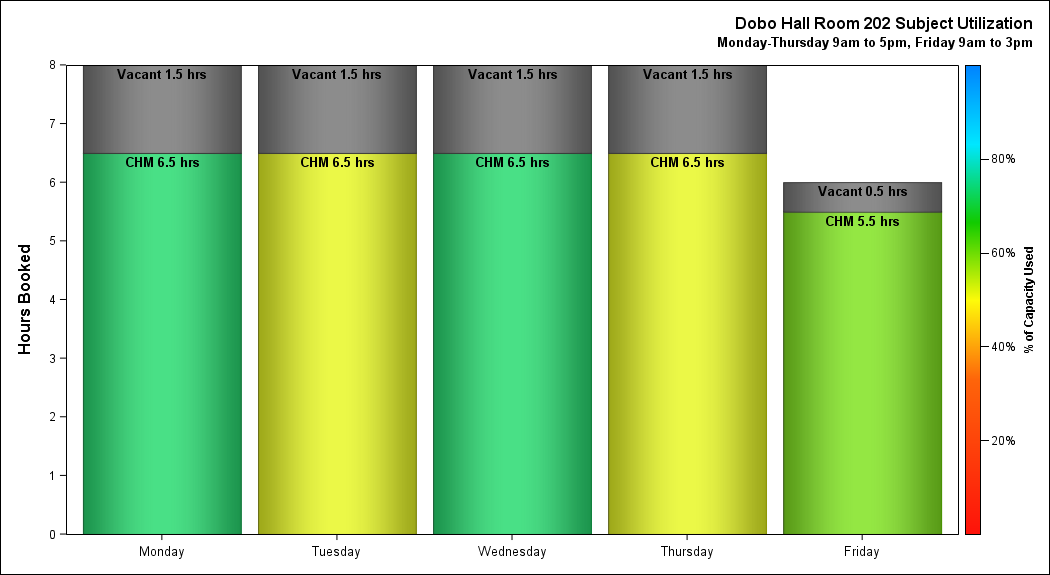 Dobo Hall Room 202 Subject Utilization
Monday-Thursday 9am to 5pm, Friday 9am to 3pm
Hours Booked
8
7
6
5
4
3
2
1
0
Vacant 1.5 hrs
CHM 6.5 hrs
Vacant 1.5 hrs
CHM 6.5 hrs
Vacant 1.5 hrs
CHM 6.5 hrs
Vacant 1.5 hrs
CHM 6.5 hrs
Vacant 0.5 hrs
CHM 5.5 hrs
Monday
Tuesday
Wednesday
Thursday
Friday
80%
60%
40%
20%
% of Capacity Used